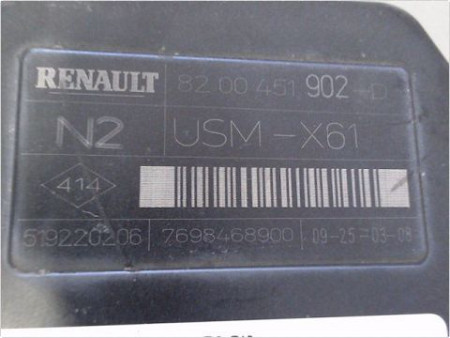 RENAULT 82 00 451 902 -D
N2 USM-X61
414
519220206 7698468900 09-25-03-08